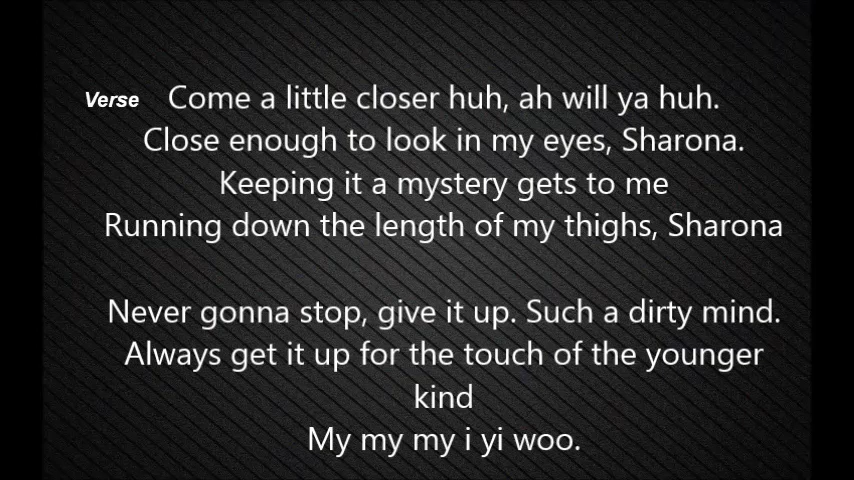 Verse Come a little closer huh, ah will ya huh.
Close enough to look in my eyes, Sharona.
Keeping it a mystery gets to me
Running down the length of my thighs, Sharona
Never gonna stop, give it up. Such a dirty mind.
Always get it up for the touch of the younger
kind
My my my i yi woo.